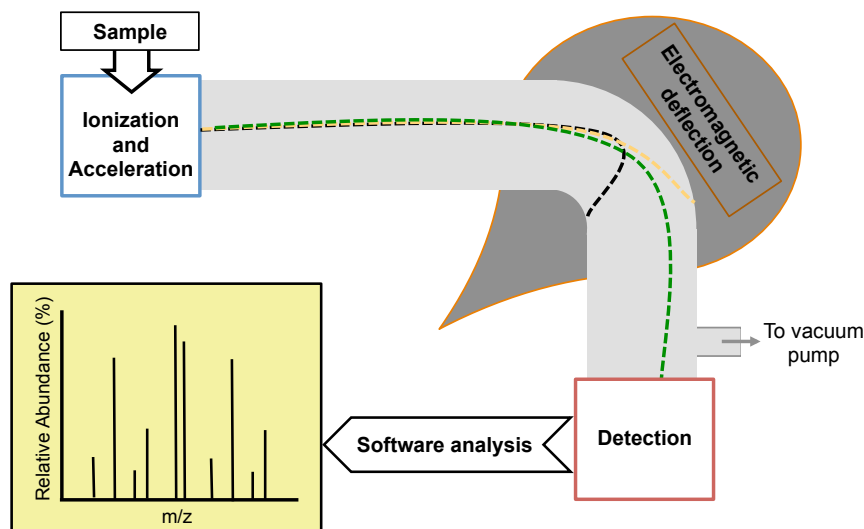 Sample
Ionization
and
Acceleration
Electromagnetic
deflection
To vacuum
pump
Detection
Software analysis
Relative Abundance (%)
m/z